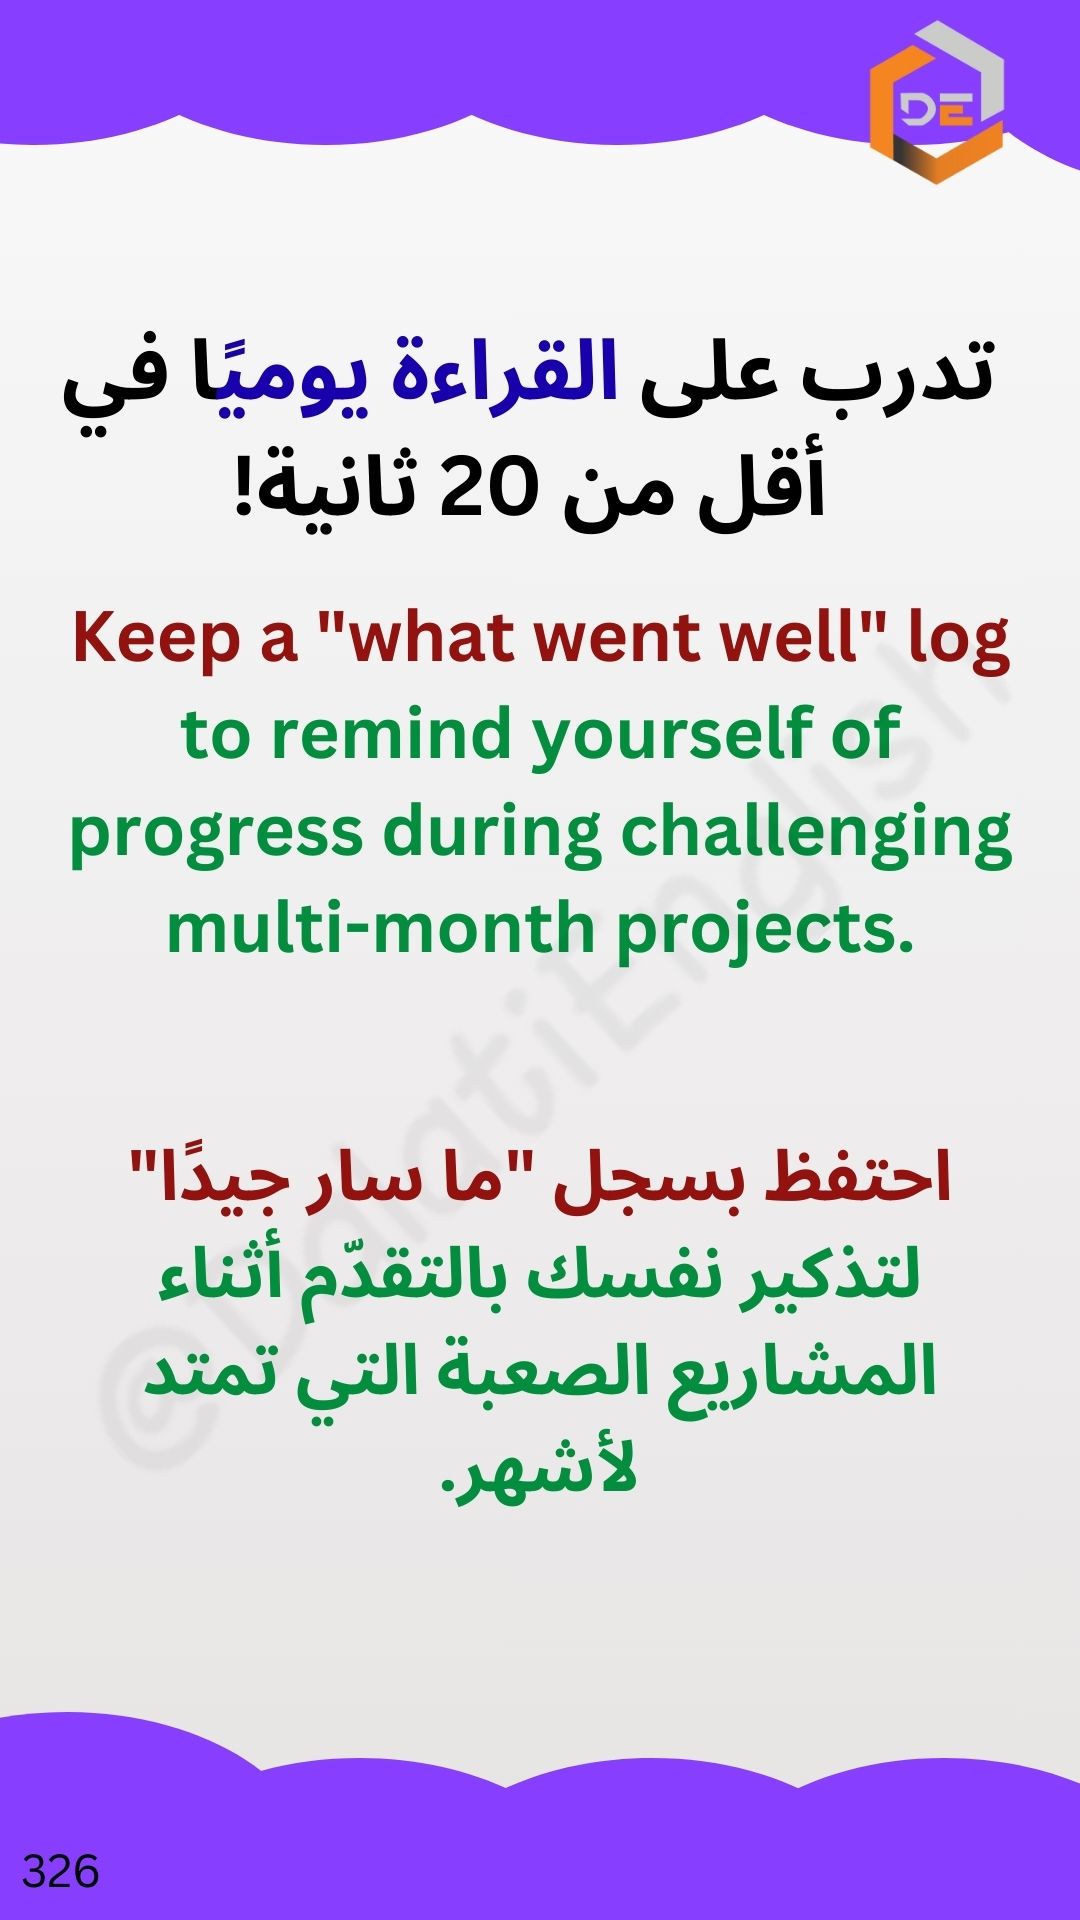 DE
تدرب على القراءة يوميًا في
أقل من 20 ثانية!
Keep a "what went well" log
to remind yourself of
progress during challenging
multi-month projects.
احتفظ بسجل "ما سار جيدًا"
لتذكير نفسك بالتقدّم أثناء
المشاريع الصعبة التي تمتد
لأشهر.
@DalatiEnglish
326